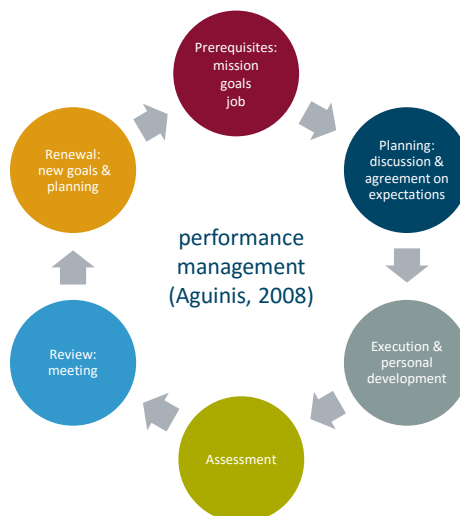 Prerequisites:
mission
goals
job
Planning:
discussion &
agreement on
expectations
Execution &
personal
development
Assessment
Review:
meeting
Renewal:
new goals &
planning
performance
management
(Aguinis, 2008)